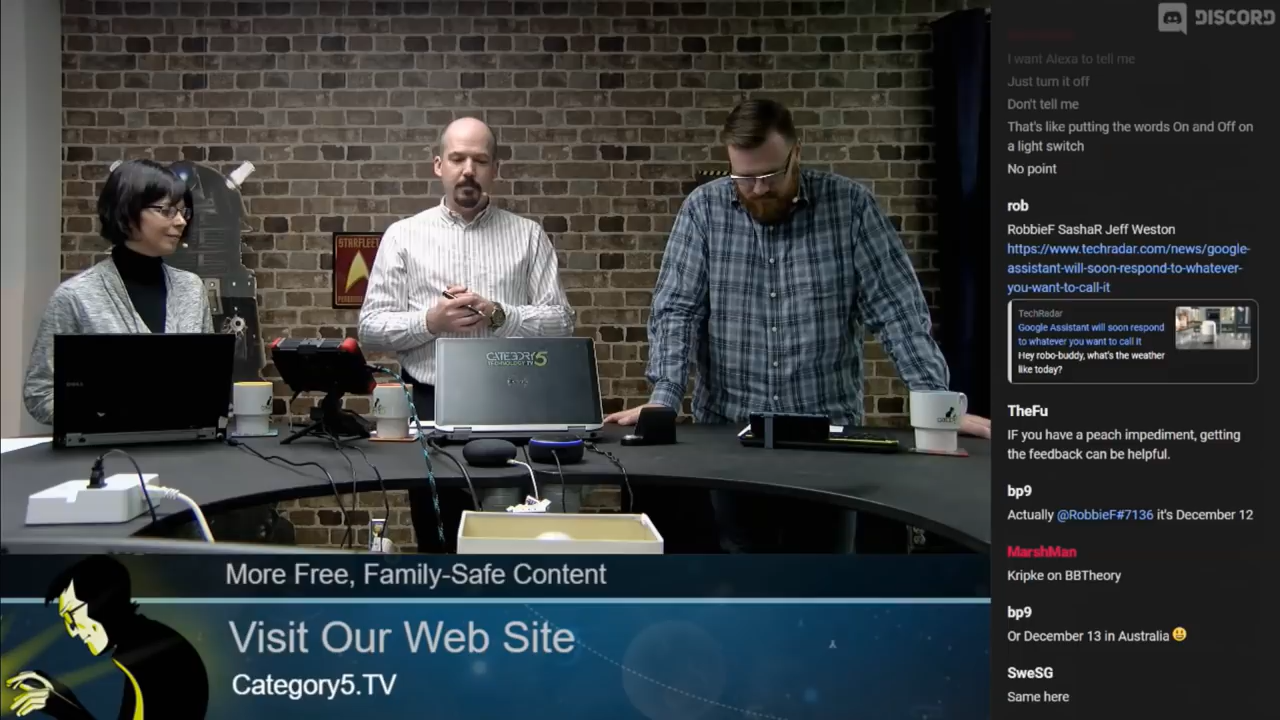 DISCORD
I want Alexa to tell me
Just turn it off
Don't tell me
That's like putting the words On and Off on
a light switch
No point
rob
RobbieF SashaR Jeff Weston
https://www.techradar.com/news/google-
assistant-will-soon-respond-to-whatever-
you-want-to-call-it
TechRadar
Google Assistant will soon respond
to whatever you want to call it
Hey robo-buddy, what's the weather
like today?
TheFu
IF you have a peach impediment, getting
the feedback can be helpful.
bp9
Actually @RobbieF#7136 it's December 12
MarshMan
Kripke on BBTheory
bp9
Or December 13 in Australia 😃
SweSG
Same here
STARFLEET
CATEGORY5
TECHNOLOGY TV
DELL
More Free, Family-Safe Content
Visit Our Web Site
Category5.TV